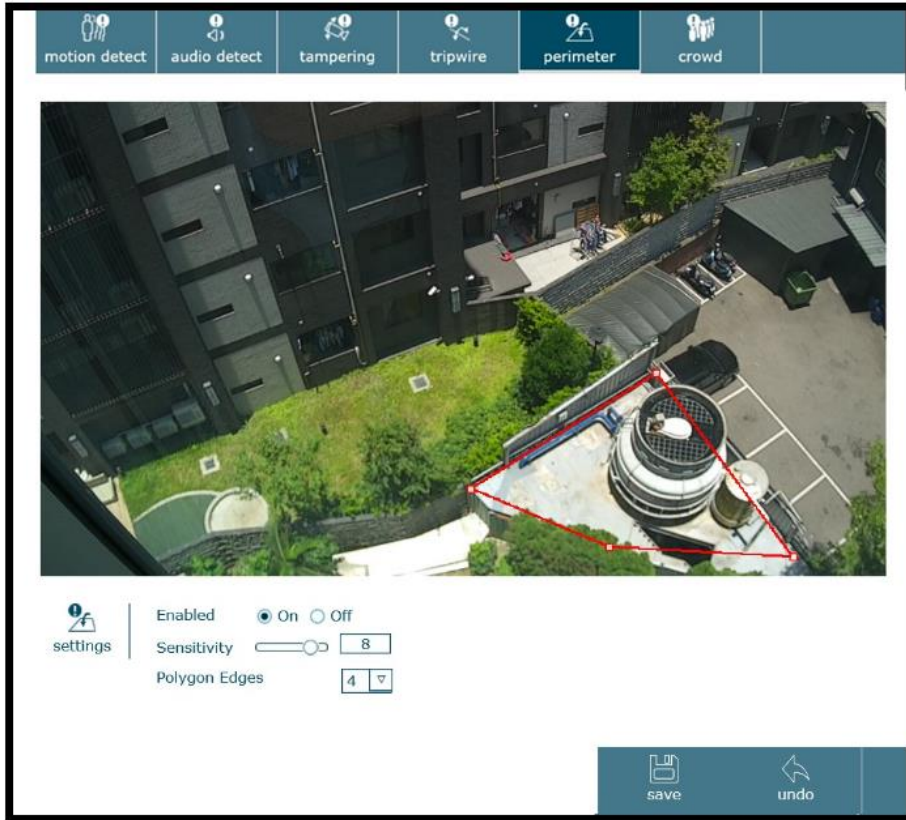 motion detect audio detect tampering tripwire perimeter crowd
settings
Enabled On Off
Sensitivity 8
Polygon Edges 4
save undo